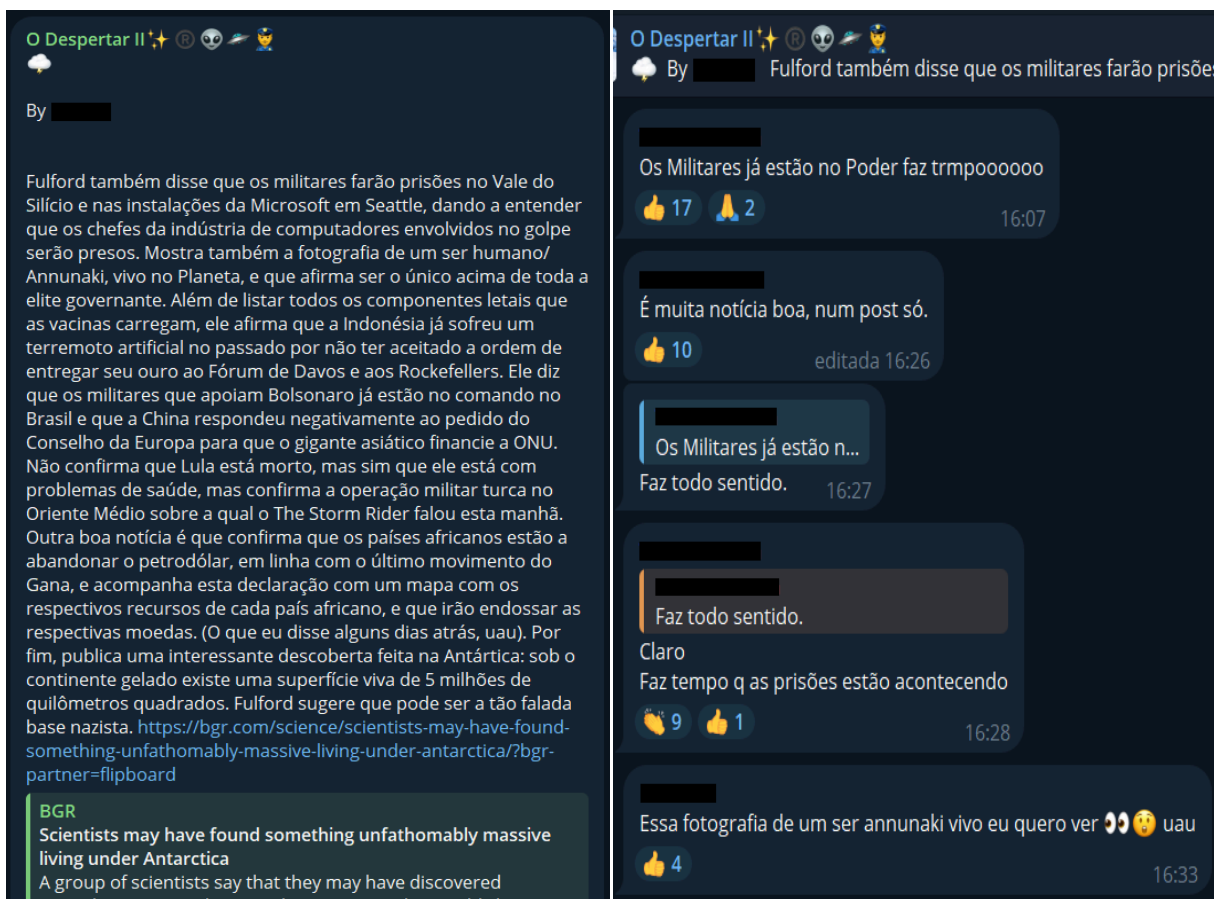 O Despertar II✨ ® 👽 🛸 👮
🌩
By
Fulford também disse que os militares farão prisões no Vale do
Silício e nas instalações da Microsoft em Seattle, dando a entender
que os chefes da indústria de computadores envolvidos no golpe
serão presos. Mostra também a fotografia de um ser humano/
Annunaki, vivo no Planeta, e que afirma ser o único acima de toda a
elite governante. Além de listar todos os componentes letais que
as vacinas carregam, ele afirma que a Indonésia já sofreu um
terremoto artificial no passado por não ter aceitado a ordem de
entregar seu ouro ao Fórum de Davos e aos Rockefellers. Ele diz
que os militares que apoiam Bolsonaro já estão no comando no
Brasil e que a China respondeu negativamente ao pedido do
Conselho da Europa para que o gigante asiático financie a ONU.
Não confirma que Lula está morto, mas sim que ele está com
problemas de saúde, mas confirma a operação militar turca no
Oriente Médio sobre a qual o The Storm Rider falou esta manhã.
Outra boa notícia é que confirma que os países africanos estão a
abandonar o petrodólar, em linha com o último movimento do
Gana, e acompanha esta declaração com um mapa com os
respectivos recursos de cada país africano, e que irão endossar as
respectivas moedas. (O que eu disse alguns dias atrás, uau). Por
fim, publica uma interessante descoberta feita na Antártica: sob o
continente gelado existe uma superfície viva de 5 milhões de
quilômetros quadrados. Fulford sugere que pode ser a tão falada
base nazista. https://bgr.com/science/scientists-may-have-found-
something-unfathomably-massive-living-under-antarctica/?bgr-
partner=flipboard
BGR
Scientists may have found something unfathomably massive
living under Antarctica
A group of scientists say that they may have discovered
O Despertar II✨ ® 👽 🛸 👮
🌩 By Fulford também disse que os militares farão prisões
Os Militares já estão no Poder faz trmpoooooo
👍 17 🙏 2 16:07
É muita notícia boa, num post só.
👍 10 editada 16:26
Os Militares já estão n...
Faz todo sentido. 16:27
Faz todo sentido.
Claro
Faz tempo q as prisões estão acontecendo
👏 9 👍 1 16:28
Essa fotografia de um ser annunaki vivo eu quero ver 👀😲 uau
👍 4 16:33